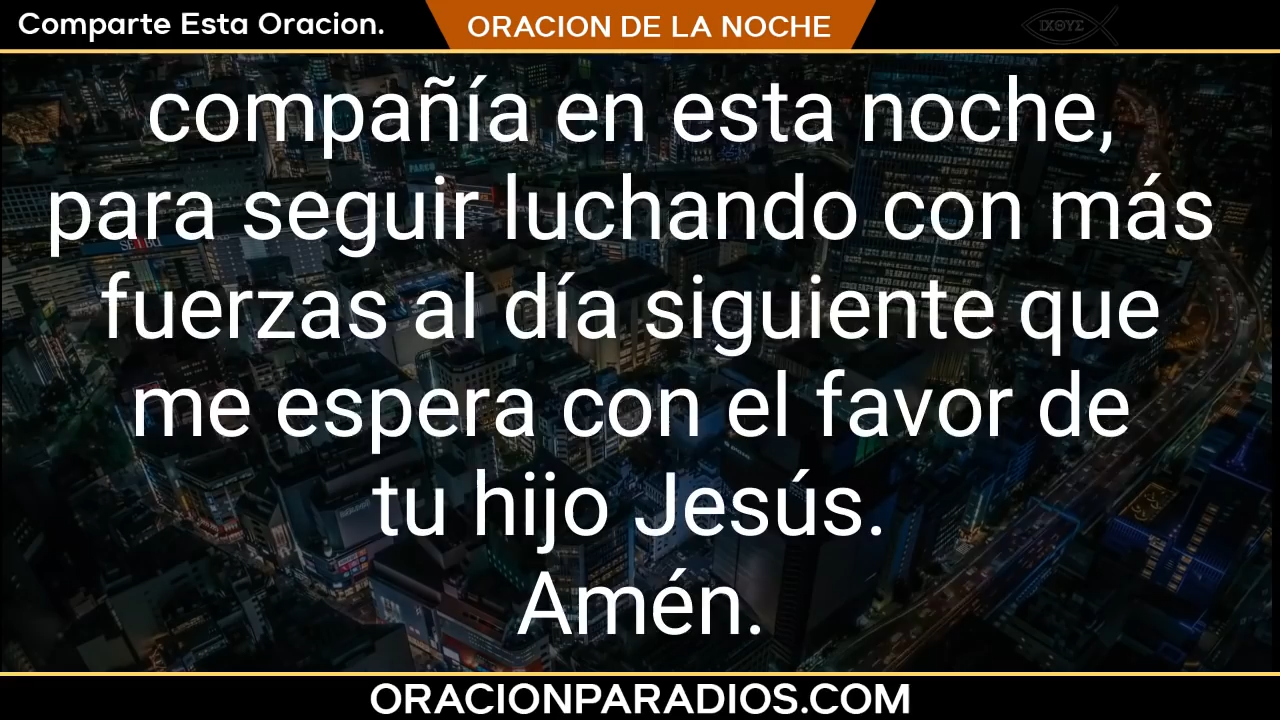 Comparte Esta Oracion.
ORACION DE LA NOCHE
ΙΧΘΥΣ
compañía en esta noche,
para seguir luchando con más
fuerzas al día siguiente que
me espera con el favor de
tu hijo Jesús.
Amén.
ORACIONPARADIOS.COM